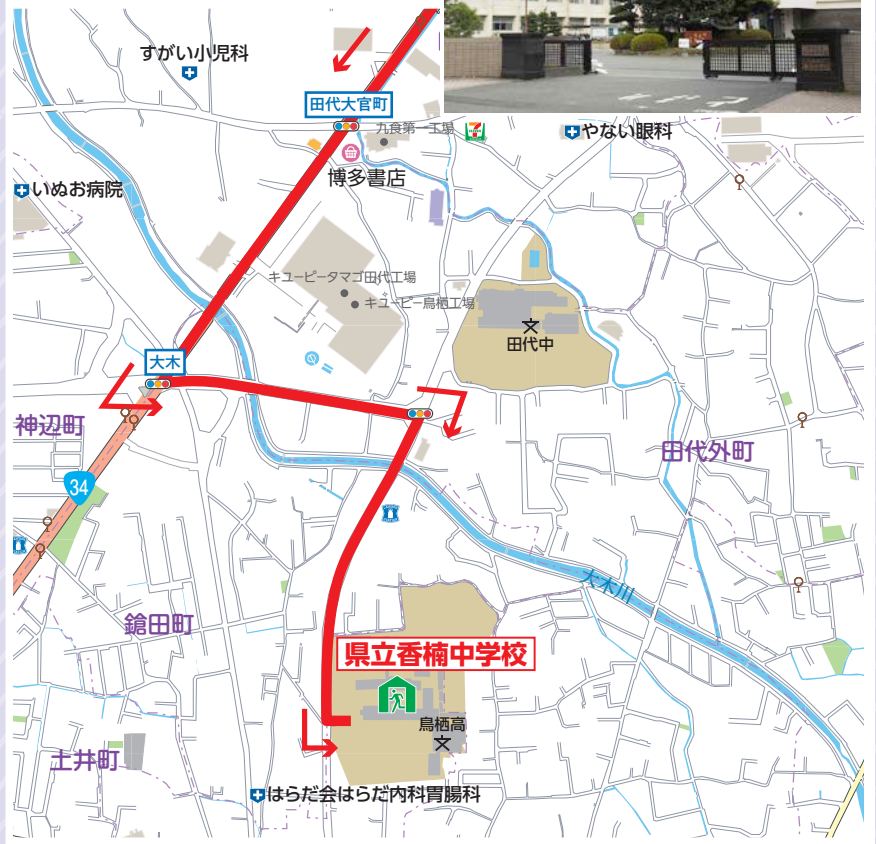 すがい小児科
田代大官町
九食第一工場
やない眼科
博多書店
いぬお病院
キユーピータマゴ田代工場
キユーピー鳥栖工場
田代中
大木
神辺町
田代外町
34
大木川
鎗田町
県立香楠中学校
鳥栖高
土井町
はらだ会はらだ内科胃腸科